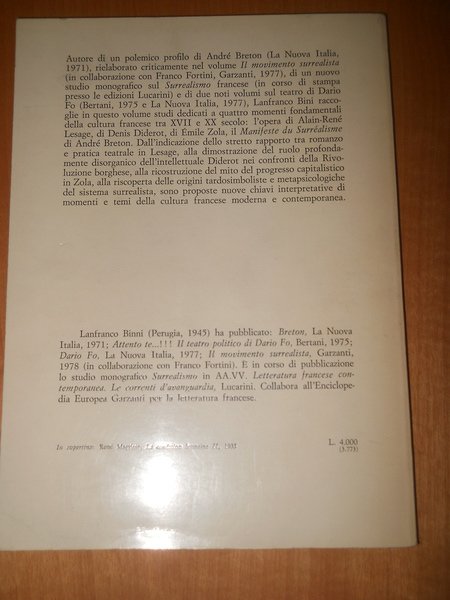 Autore di un polemico profilo di André Breton (La Nuova Italia,
1971), rielaborato criticamente nel volume Il movimento surrealista
(in collaborazione con Franco Fortini, Garzanti, 1977), di un nuovo
studio monografico sul Surrealismo francese (in corso di stampa
presso le edizioni Lucarini) e di due noti volumi sul teatro di Dario
Fo (Bertani, 1975 e La Nuova Italia, 1977), Lanfranco Bini racco-
glie in questo volume studi dedicati a quattro momenti fondamentali
della cultura francese tra XVII e XX secolo: l'opera di Alain-René
Lesage, di Denis Diderot, di Émile Zola, il Manifeste du Surréalisme
di André Breton. Dall'indicazione dello stretto rapporto tra romanzo
e pratica teatrale in Lesage, alla dimostrazione del ruolo profonda-
mente disorganico dell'intellettuale Diderot nei confronti della Rivo-
luzione borghese, alla ricostruzione del mito del progresso capitalistico
in Zola, alla riscoperta delle origini tardosimboliste e metapsicologiche
del sistema surrealista, sono proposte nuove chiavi interpretative di
momenti e temi della cultura francese moderna e contemporanea.
Lanfranco Binni (Perugia, 1945) ha pubblicato: Breton, La Nuova
Italia, 1971; Attento te...!!! Il teatro politico di Dario Fo, Bertani, 1975;
Dario Fo, La Nuova Italia, 1977; Il movimento surrealista, Garzanti,
1978 (in collaborazione con Franco Fortini). E in corso di pubblicazione
lo studio monografico Surrealismo in AA.VV. Letteratura francese con-
temporanea. Le correnti d'avanguardia, Lucarini. Collabora all'Enciclope-
dia Europea Garzanti per la letteratura francese.
In copertina: René Magritte, La
L. 4.000
(3.773)